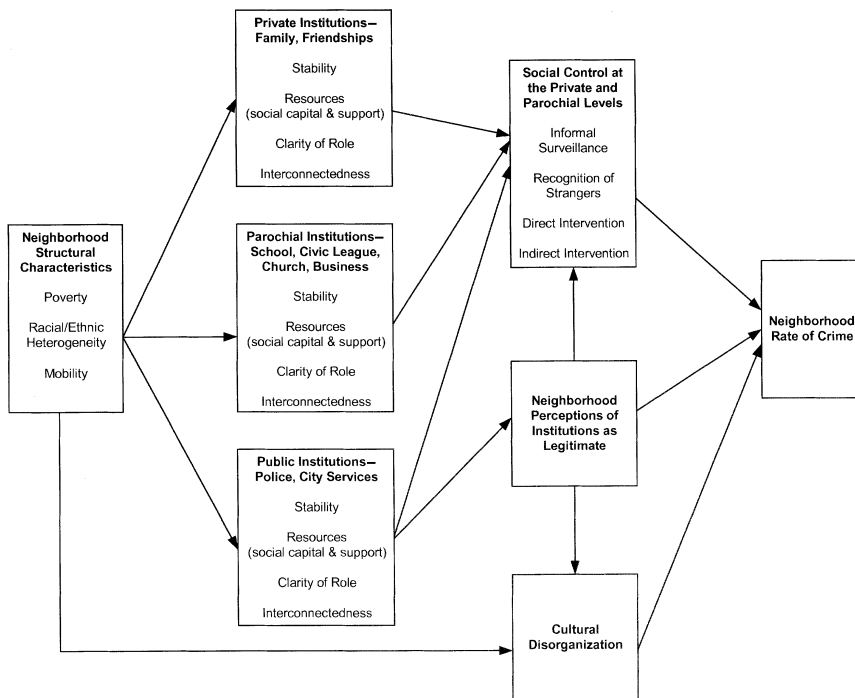 Private Institutions—
Family, Friendships
Stability
Resources
(social capital & support)
Clarity of Role
Interconnectedness
Social Control at
the Private and
Parochial Levels
Informal
Surveillance
Recognition of
Strangers
Direct Intervention
Indirect Intervention
Neighborhood
Structural
Characteristics
Poverty
Racial/Ethnic
Heterogeneity
Mobility
Parochial Institutions—
School, Civic League,
Church, Business
Stability
Resources
(social capital & support)
Clarity of Role
Interconnectedness
Neighborhood
Rate of Crime
Neighborhood
Perceptions of
Institutions as
Legitimate
Public Institutions—
Police, City Services
Stability
Resources
(social capital & support)
Clarity of Role
Interconnectedness
Cultural
Disorganization